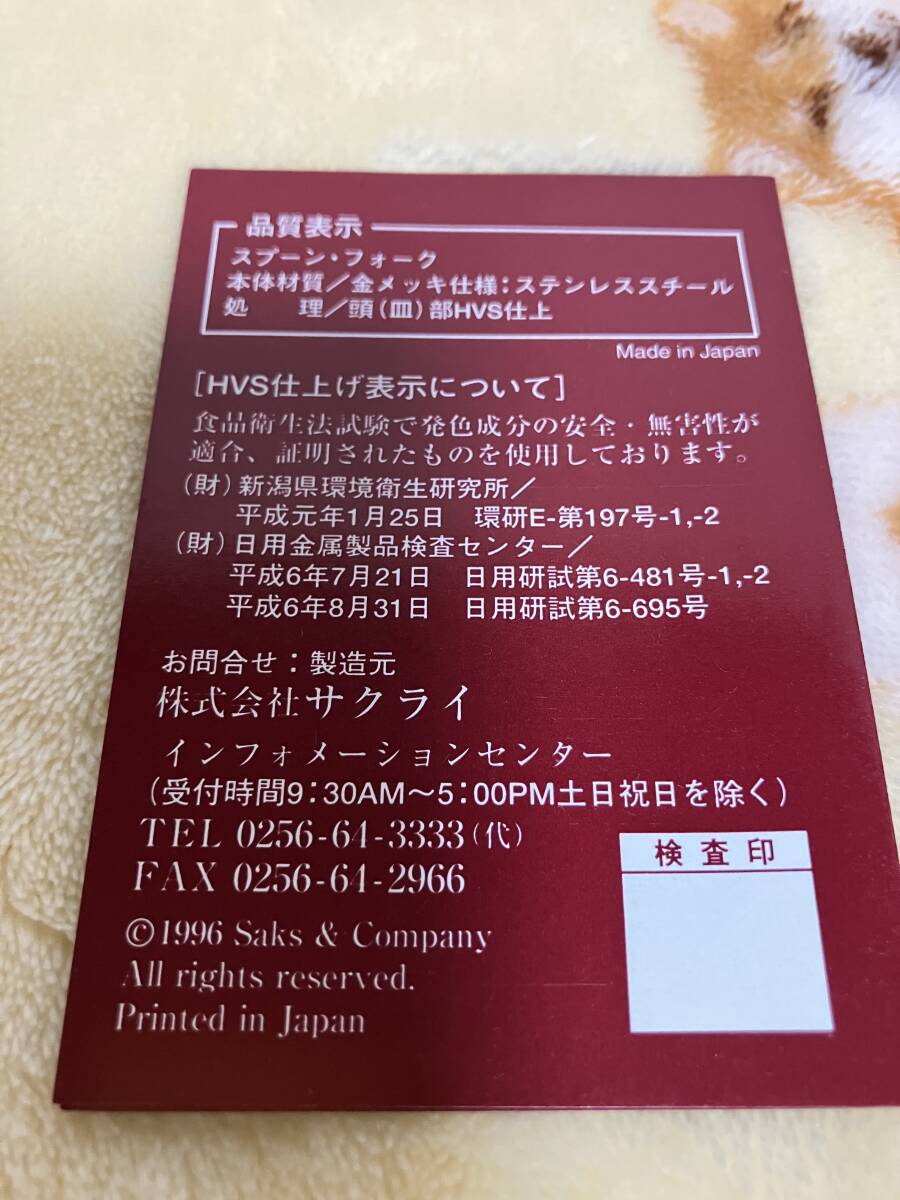 品質表示
スプーン・フォーク
本体材質/金メッキ仕様:ステンレススチール
処 理/頭(皿)部HVS仕上
Made in Japan
[HVS仕上げ表示について]
食品衛生法試験で発色成分の安全・無害性が
適合、証明されたものを使用しております。
(財)新潟県環境衛生研究所/
平成元年1月25日 環研E-第197号-1,-2
(財)日用金属製品検査センター/
平成6年7月21日 日用研試第6-481号-1,-2
平成6年8月31日 日用研試第6-695号
お問合せ:製造元
株式会社サクライ
インフォメーションセンター
(受付時間9:30AM〜5:00PM土日祝日を除く)
TEL 0256-64-3333(代)
FAX 0256-64-2966
検査印
©1996 Saks & Company
All rights reserved.
Printed in Japan